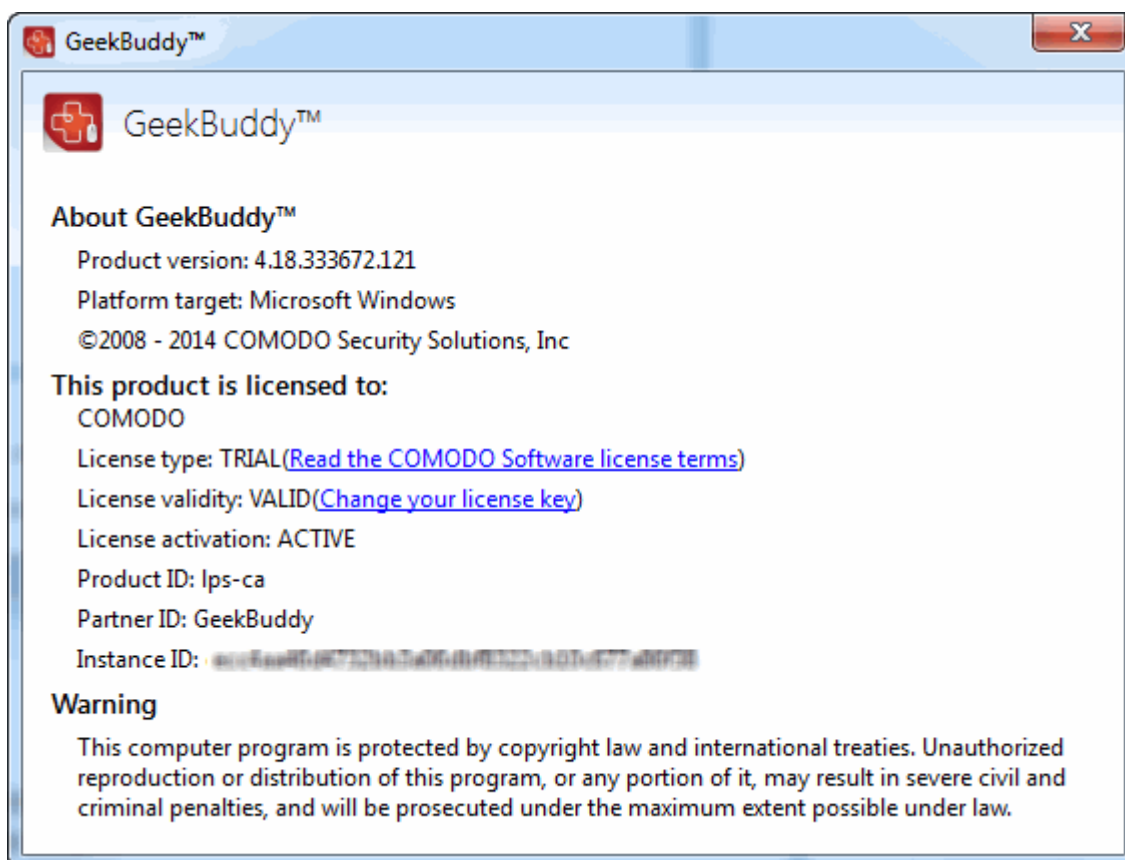 GeekBuddy™
GeekBuddy™
About GeekBuddy™
Product version: 4.18.333672.121
Platform target: Microsoft Windows
©2008 - 2014 COMODO Security Solutions, Inc
This product is licensed to:
COMODO
License type: TRIAL(Read the COMODO Software license terms)
License validity: VALID(Change your license key)
License activation: ACTIVE
Product ID: lps-ca
Partner ID: GeekBuddy
Instance ID:
Warning
This computer program is protected by copyright law and international treaties. Unauthorized
reproduction or distribution of this program, or any portion of it, may result in severe civil and
criminal penalties, and will be prosecuted under the maximum extent possible under law.